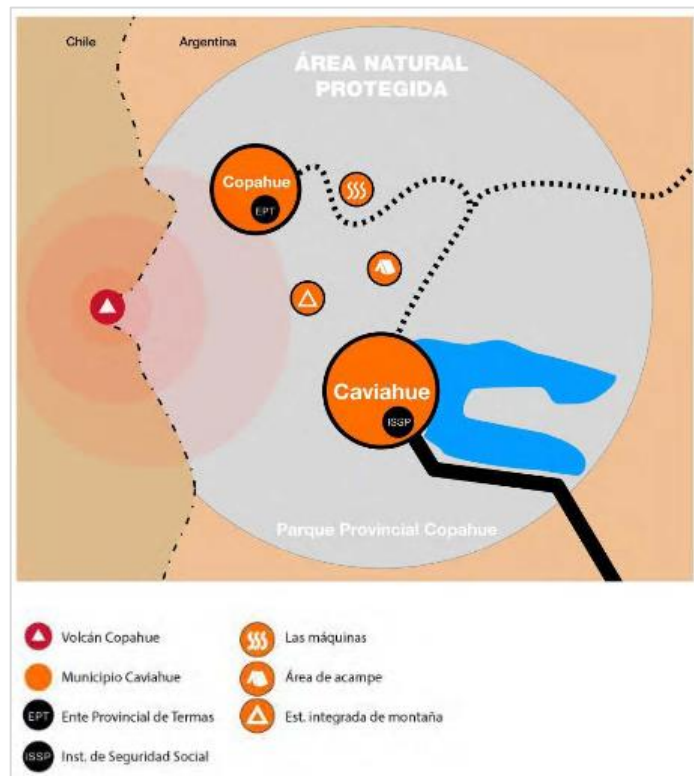 Chile
Argentina
ÁREA NATURAL
PROTEGIDA
Copahue
EPT
Caviahue
ISSP
Parque Provincial Copahue
Volcán Copahue
Las máquinas
Municipio Caviahue
Área de acampe
EPT
Ente Provincial de Termas
Est. integrada de montaña
ISSP
Inst. de Seguridad Social